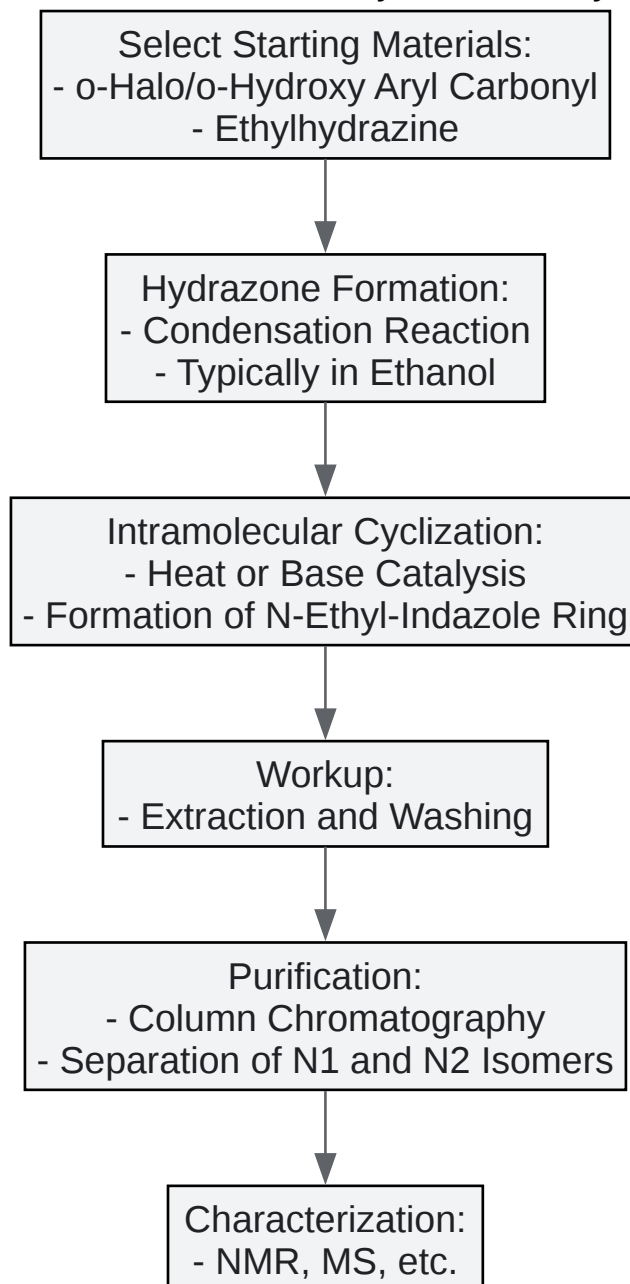 Select Starting Materials:
- o-Halo/o-Hydroxy Aryl Carbonyl
- Ethylhydrazine
Hydrazone Formation:
- Condensation Reaction
- Typically in Ethanol
Intramolecular Cyclization:
- Heat or Base Catalysis
- Formation of N-Ethyl-Indazole Ring
Workup:
- Extraction and Washing
Purification:
- Column Chromatography
- Separation of N1 and N2 Isomers
Characterization:
- NMR, MS, etc.